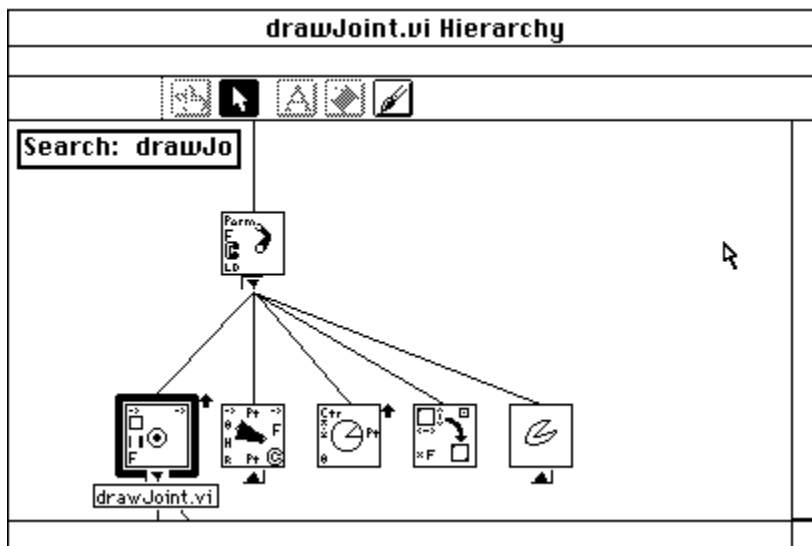 drawJoint.vi Hierarchy
Search: drawJo
Parm
F
LD
-> ->
F
-> Pt ->
θ F
H
R Pt C
Ctr
Pt
θ
<->
×F
drawJoint.vi